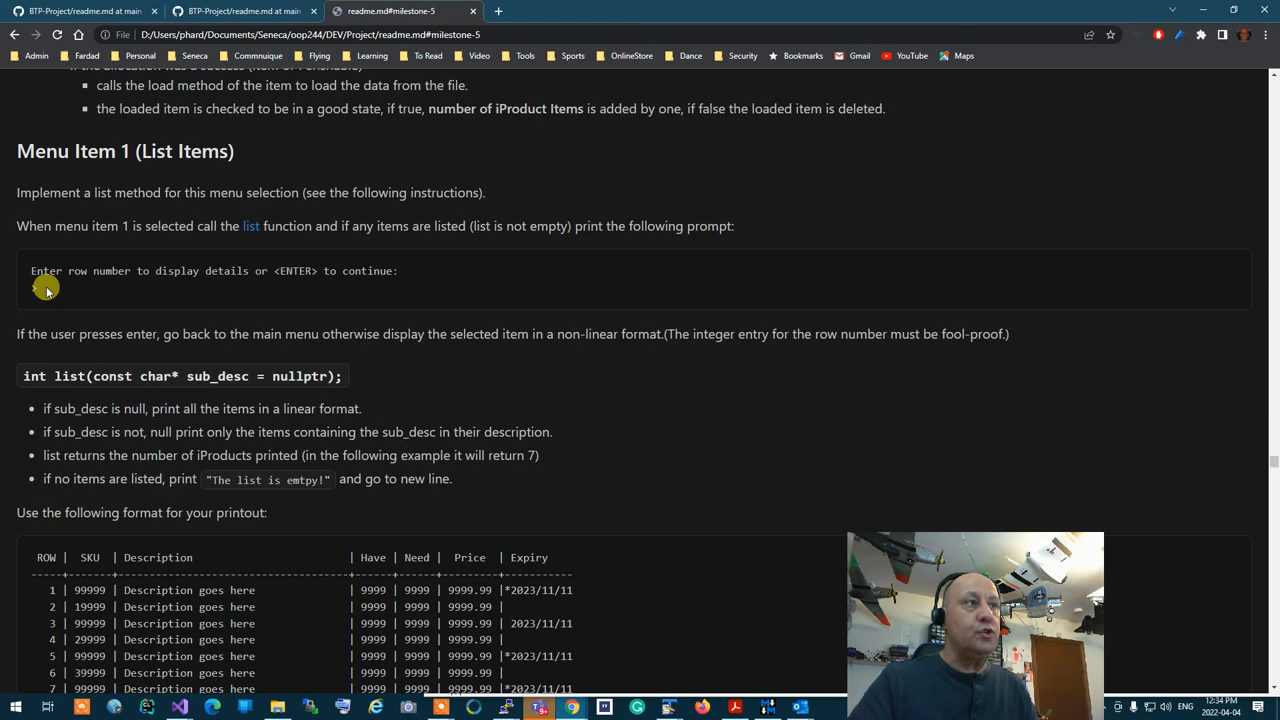 BTP-Project/readme.md at main
BTP-Project/readme.md at main
readme.md#milestone-5
File
D:/Users/phard/Documents/Seneca/oop244/DEV/Project/readme.md#milestone-5
Admin
Fardad
Personal
Seneca
Commnuique
Flying
Learning
To Read
Video
Tools
Sports
OnlineStore
Dance
Security
Bookmarks
Gmail
YouTube
Maps
calls the load method of the item to load the data from the file.
the loaded item is checked to be in a good state, if true, number of iProduct Items is added by one, if false the loaded item is deleted.
Menu Item 1 (List Items)
Implement a list method for this menu selection (see the following instructions).
When menu item 1 is selected call the list function and if any items are listed (list is not empty) print the following prompt:
Enter row number to display details or <ENTER> to continue:
>
If the user presses enter, go back to the main menu otherwise display the selected item in a non-linear format.(The integer entry for the row number must be fool-proof.)
int list(const char* sub_desc = nullptr);
if sub_desc is null, print all the items in a linear format.
if sub_desc is not, null print only the items containing the sub_desc in their description.
list returns the number of iProducts printed (in the following example it will return 7)
if no items are listed, print "The list is emtpy!" and go to new line.
Use the following format for your printout:
ROW | SKU | Description | Have | Need | Price | Expiry
-----+-------+-------------------------------------+------+------+---------+-----------
1 | 99999 | Description goes here | 9999 | 9999 | 9999.99 |*2023/11/11
2 | 19999 | Description goes here | 9999 | 9999 | 9999.99 |
3 | 99999 | Description goes here | 9999 | 9999 | 9999.99 | 2023/11/11
4 | 29999 | Description goes here | 9999 | 9999 | 9999.99 |
5 | 99999 | Description goes here | 9999 | 9999 | 9999.99 |*2023/11/11
6 | 39999 | Description goes here | 9999 | 9999 | 9999.99 |
7 | 99999 | Description goes here | 9999 | 9999 | 9999.99 |*2023/11/11
12:34 PM
2022-04-04